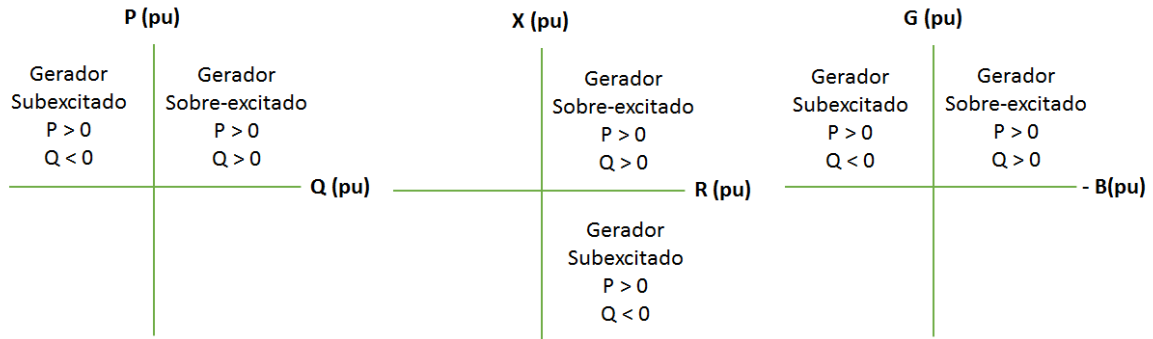 P (pu)
Gerador
Subexcitado
P > 0
Q < 0
Gerador
Sobre-excitado
P > 0
Q > 0
Q (pu)
X (pu)
Gerador
Sobre-excitado
P > 0
Q > 0
R (pu)
Gerador
Subexcitado
P > 0
Q < 0
G (pu)
Gerador
Subexcitado
P > 0
Q < 0
Gerador
Sobre-excitado
P > 0
Q > 0
- B(pu)